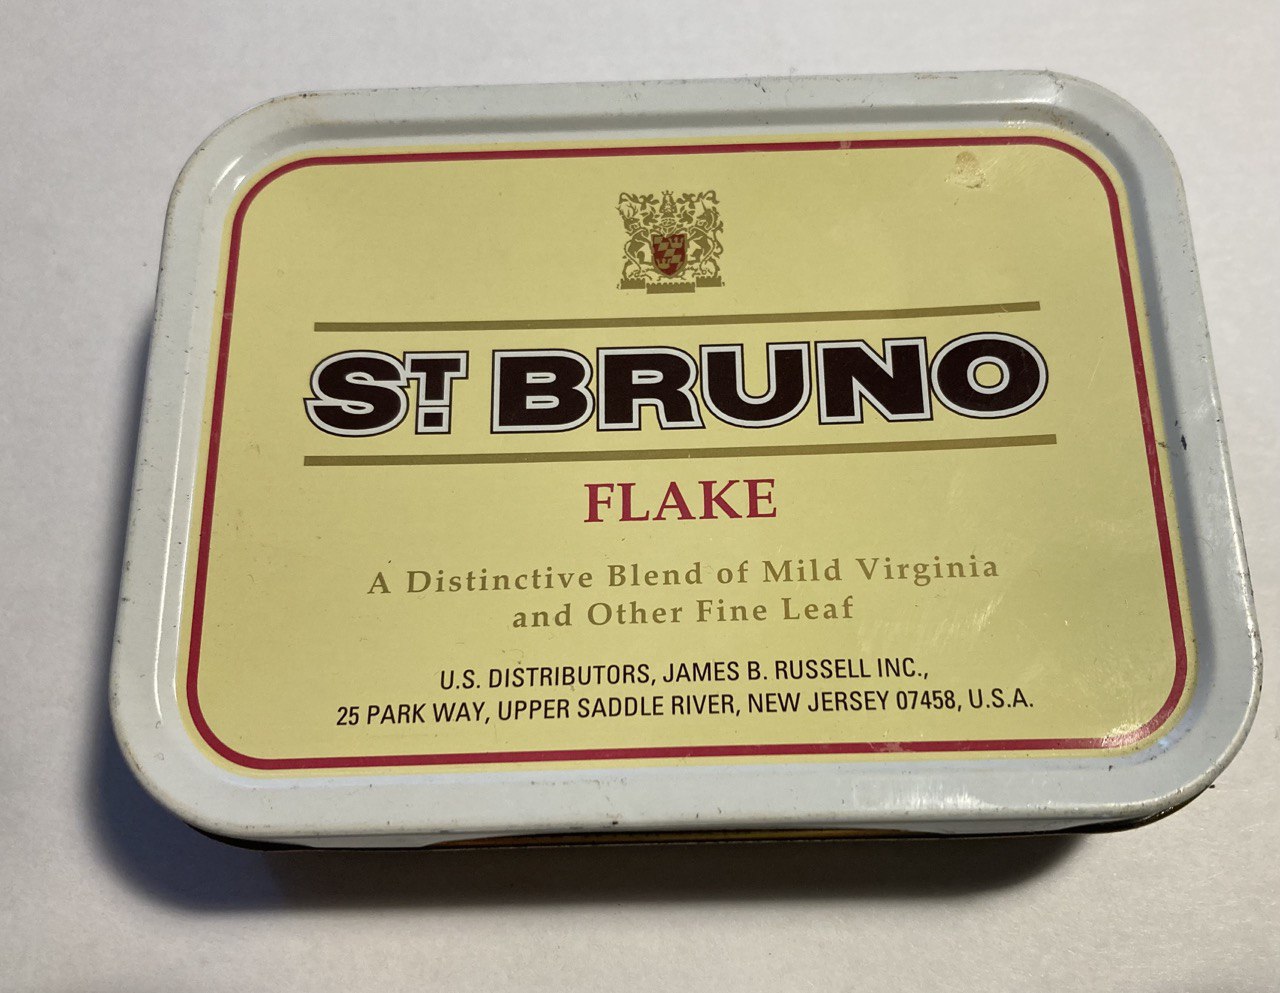 ST. BRUNO
FLAKE
A Distinctive Blend of Mild Virginia
and Other Fine Leaf
U.S. DISTRIBUTORS, JAMES B. RUSSELL INC.,
25 PARK WAY, UPPER SADDLE RIVER, NEW JERSEY 07458, U.S.A.